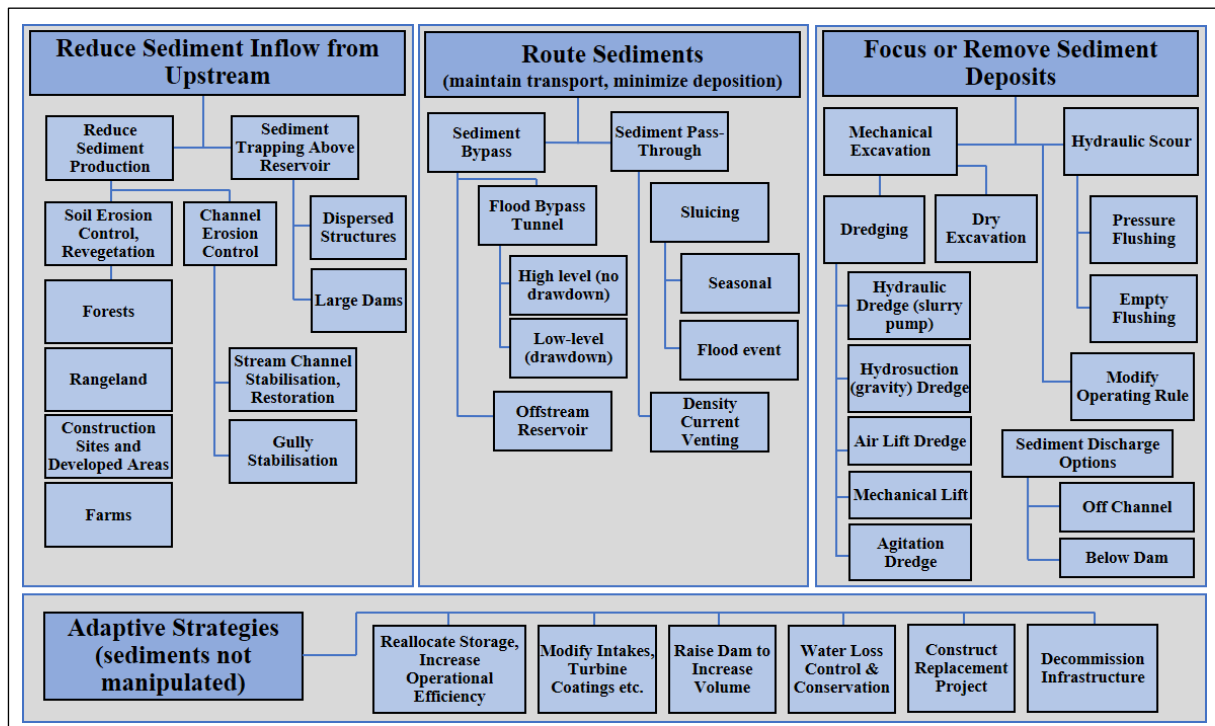 Reduce Sediment Inflow from
Upstream
Reduce
Sediment
Production
Sediment
Trapping Above
Reservoir
Soil Erosion
Control,
Revegetation
Channel
Erosion
Control
Dispersed
Structures
Large Dams
Forests
Rangeland
Construction
Sites and
Developed Areas
Farms
Stream Channel
Stabilisation,
Restoration
Gully
Stabilisation
Route Sediments
(maintain transport, minimize deposition)
Sediment
Bypass
Sediment Pass-
Through
Flood Bypass
Tunnel
High level (no
drawdown)
Low-level
(drawdown)
Offstream
Reservoir
Sluicing
Seasonal
Flood event
Density
Current
Venting
Focus or Remove Sediment
Deposits
Mechanical
Excavation
Hydraulic Scour
Dredging
Dry
Excavation
Pressure
Flushing
Empty
Flushing
Hydraulic
Dredge (slurry
pump)
Hydrosuction
(gravity) Dredge
Air Lift Dredge
Mechanical Lift
Agitation
Dredge
Modify
Operating Rule
Sediment Discharge
Options
Off Channel
Below Dam
Adaptive Strategies
(sediments not
manipulated)
Reallocate Storage,
Increase
Operational
Efficiency
Modify Intakes,
Turbine
Coatings etc.
Raise Dam to
Increase
Volume
Water Loss
Control &
Conservation
Construct
Replacement
Project
Decommission
Infrastructure